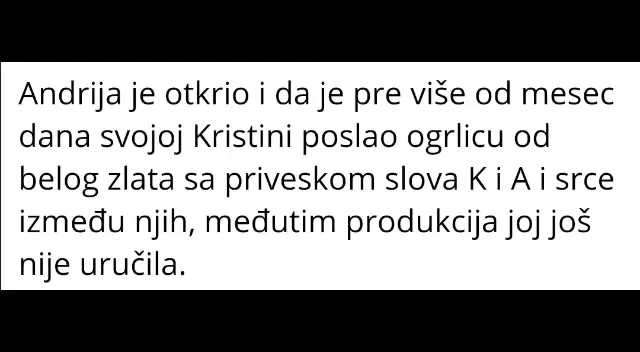 Andrija je otkrio i da je pre više od mesec
dana svojoj Kristini poslao ogrlicu od
belog zlata sa priveskom slova K i A i srce
između njih, međutim produkcija joj još
nije uručila.